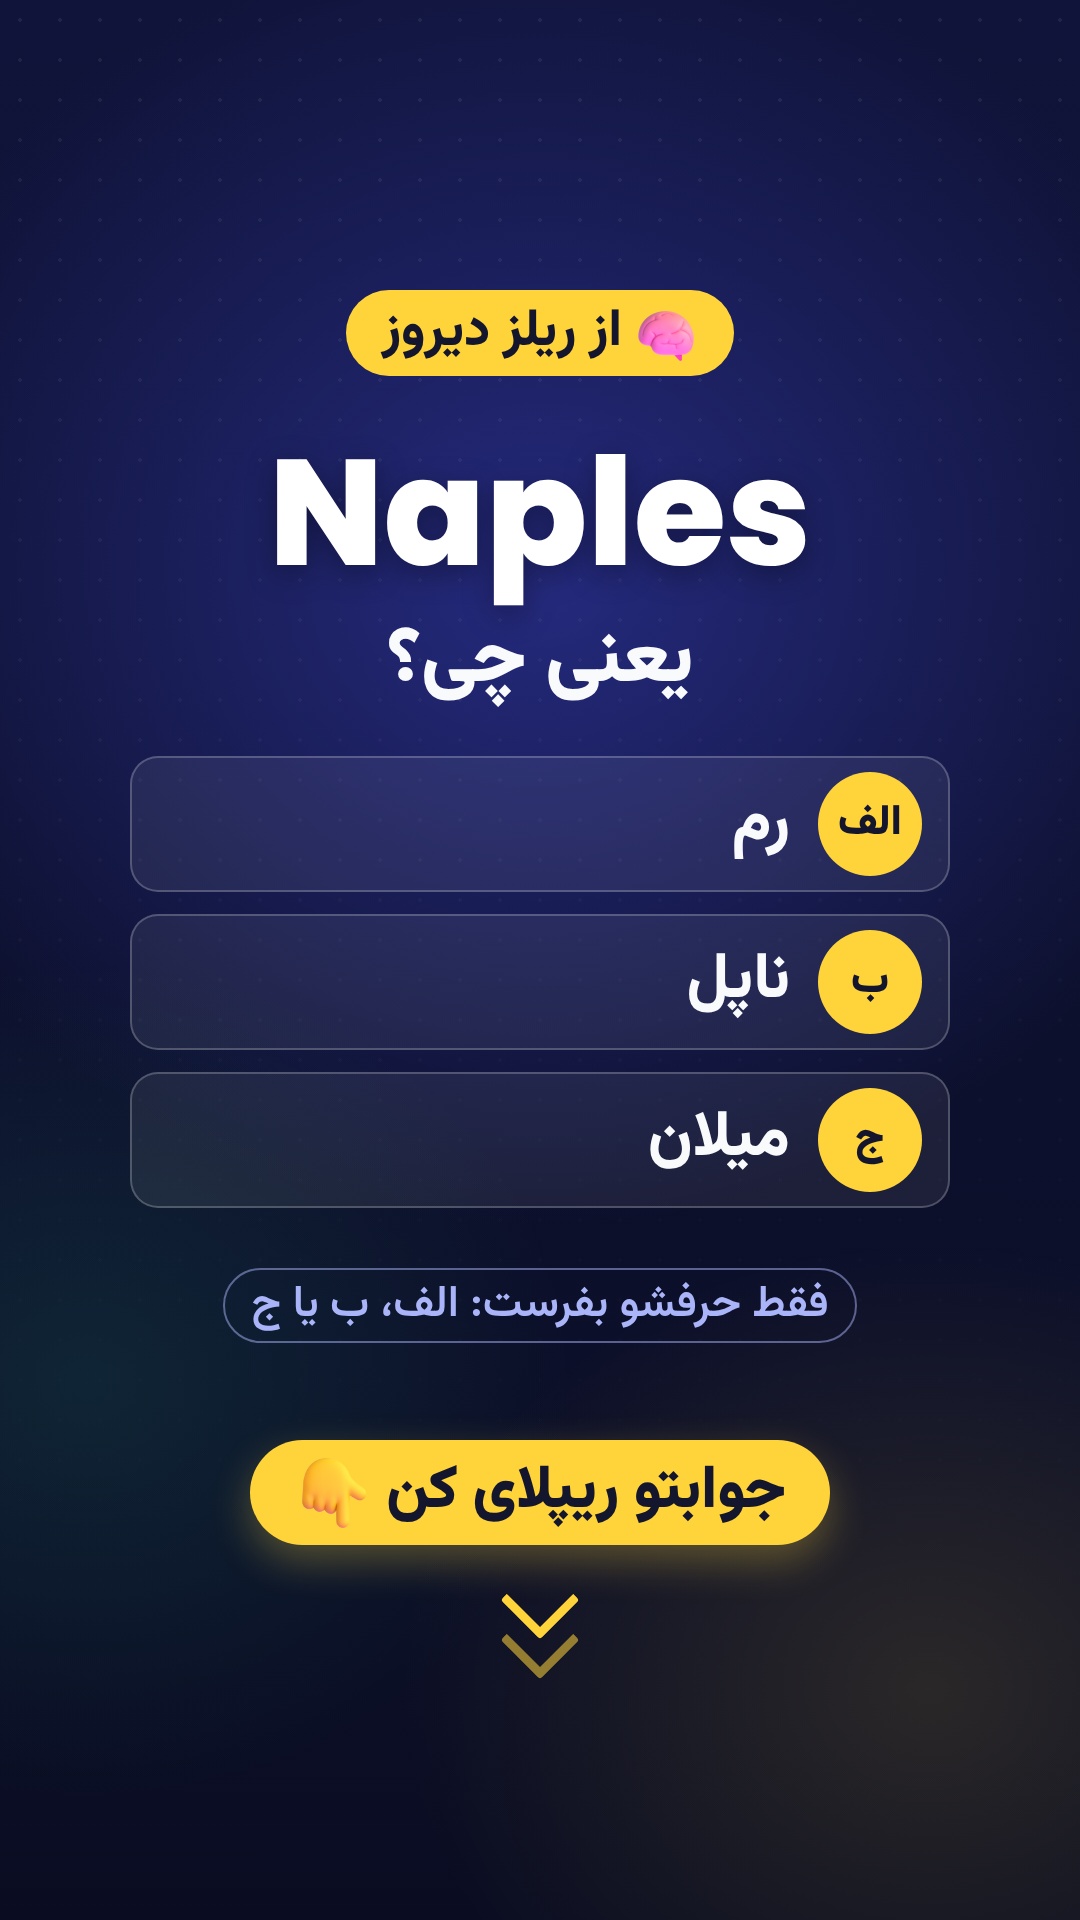 🧠 از ریلز دیروز
Naples
یعنی چی؟
الف رم
ب ناپل
ج میلان
فقط حرفشو بفرست: الف، ب یا ج
جوابتو ریپلای کن 👇